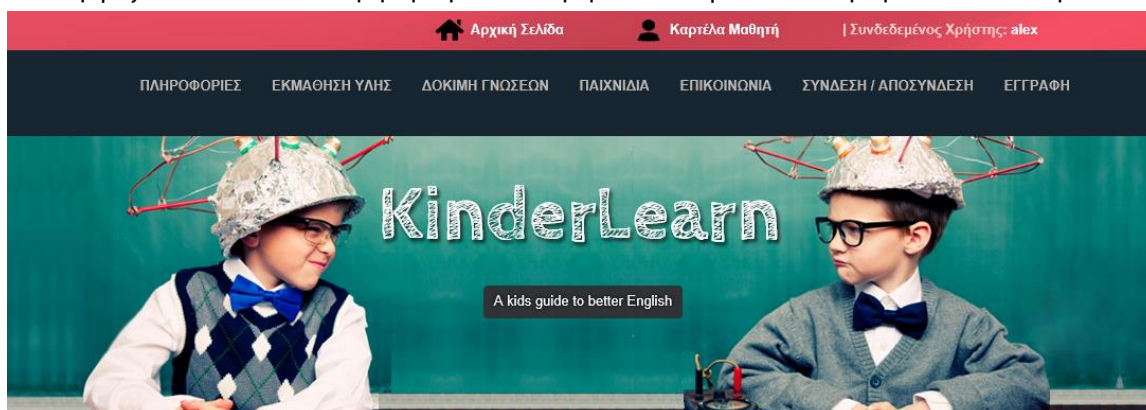 Αρχική Σελίδα Καρτέλα Μαθητή | Συνδεδεμένος Χρήστης: alex
ΠΛΗΡΟΦΟΡΙΕΣ ΕΚΜΑΘΗΣΗ ΥΛΗΣ ΔΟΚΙΜΗ ΓΝΩΣΕΩΝ ΠΑΙΧΝΙΔΙΑ ΕΠΙΚΟΙΝΩΝΙΑ ΣΥΝΔΕΣΗ / ΑΠΟΣΥΝΔΕΣΗ ΕΓΓΡΑΦΗ
KinderLearn
A kids guide to better English